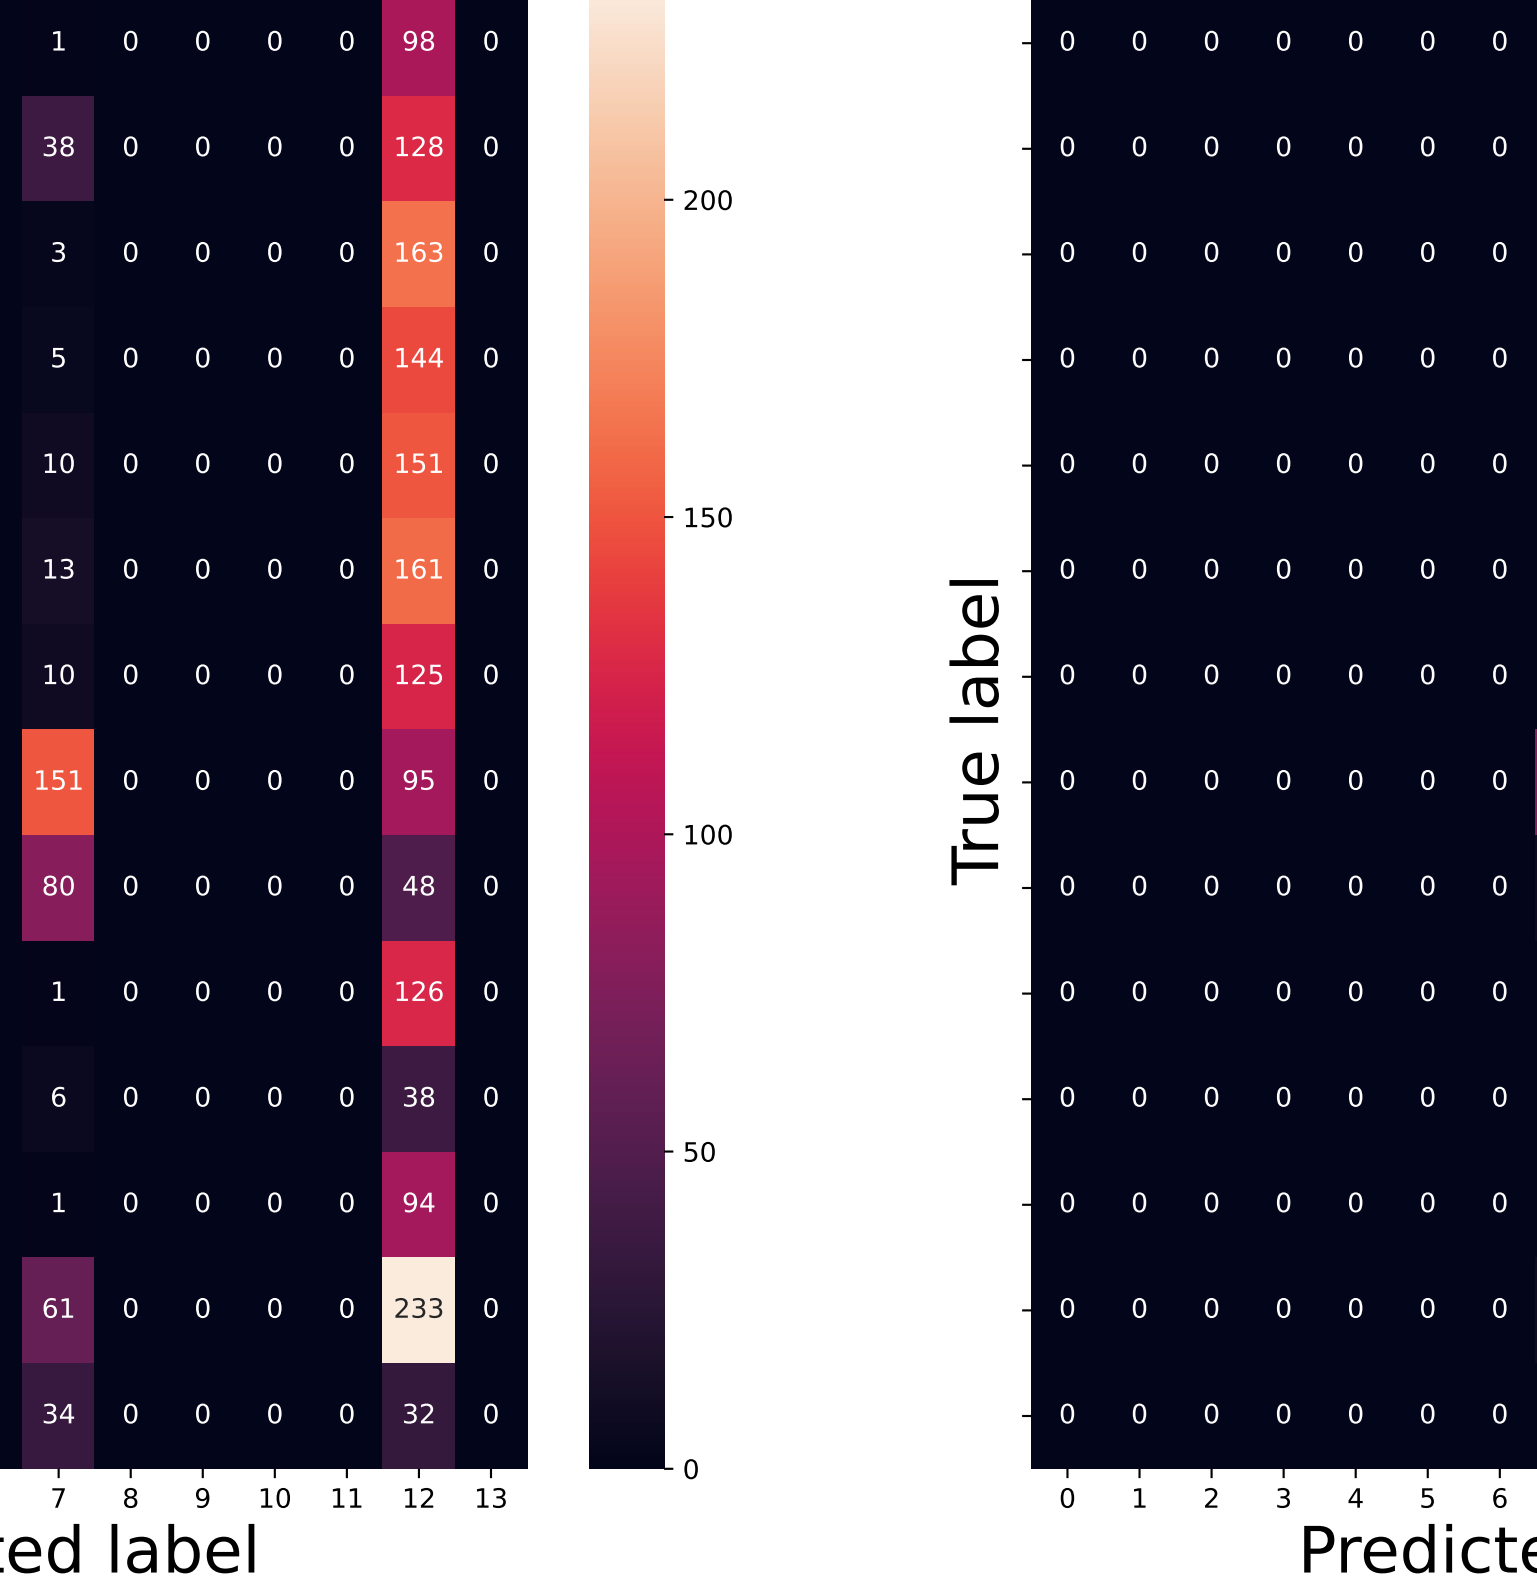 1 0 0 0 0 98 0
38 0 0 0 0 128 0
3 0 0 0 0 163 0
5 0 0 0 0 144 0
10 0 0 0 0 151 0
13 0 0 0 0 161 0
10 0 0 0 0 125 0
151 0 0 0 0 95 0
80 0 0 0 0 48 0
1 0 0 0 0 126 0
6 0 0 0 0 38 0
1 0 0 0 0 94 0
61 0 0 0 0 233 0
34 0 0 0 0 32 0
7 8 9 10 11 12 13
ted label
200
150
100
50
0
True label
0 0 0 0 0 0 0
0 0 0 0 0 0 0
0 0 0 0 0 0 0
0 0 0 0 0 0 0
0 0 0 0 0 0 0
0 0 0 0 0 0 0
0 0 0 0 0 0 0
0 0 0 0 0 0 0
0 0 0 0 0 0 0
0 0 0 0 0 0 0
0 0 0 0 0 0 0
0 0 0 0 0 0 0
0 0 0 0 0 0 0
0 0 0 0 0 0 0
0 1 2 3 4 5 6
Predicte